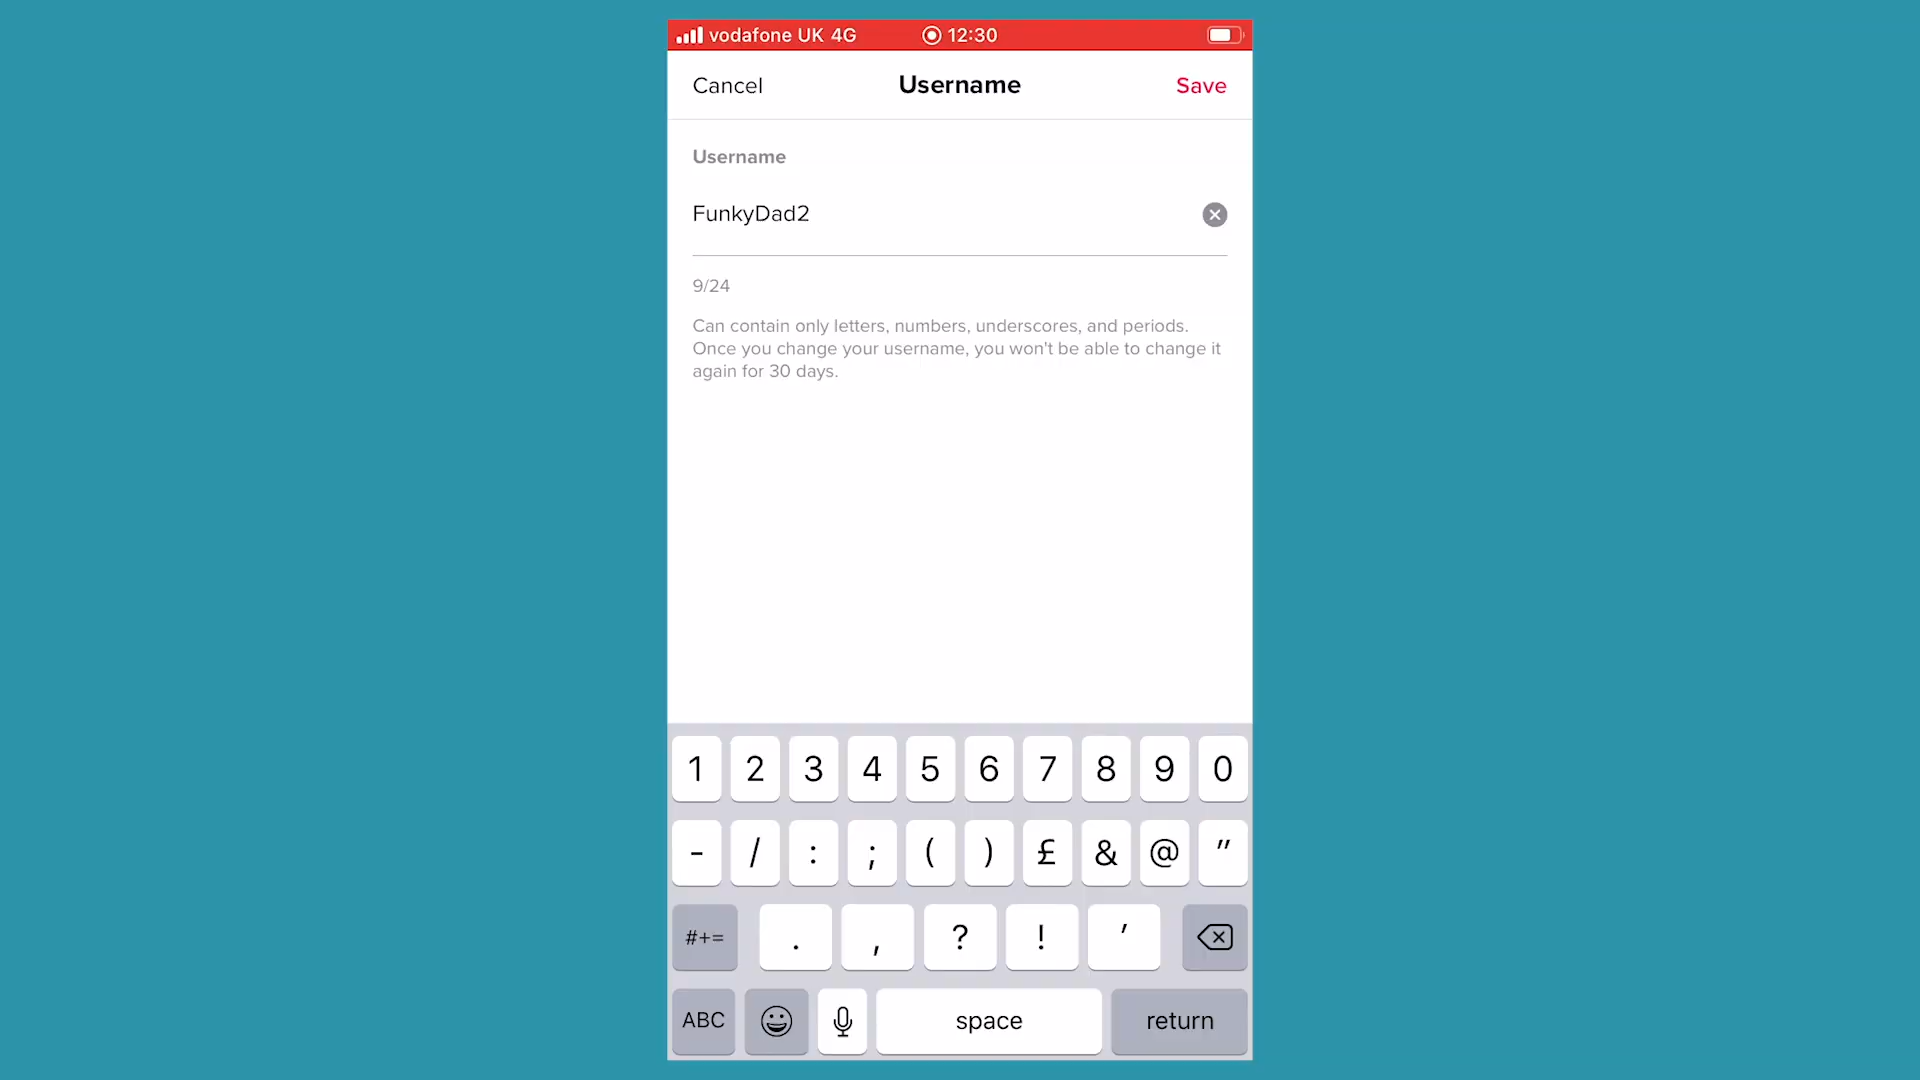 vodafone UK 4G 12:30
Cancel Username Save
Username
FunkyDad2
9/24
Can contain only letters, numbers, underscores, and periods.
Once you change your username, you won't be able to change it
again for 30 days.
1 2 3 4 5 6 7 8 9 0
- / : ; ( ) £ & @ "
#+= . , ? ! '
ABC space return